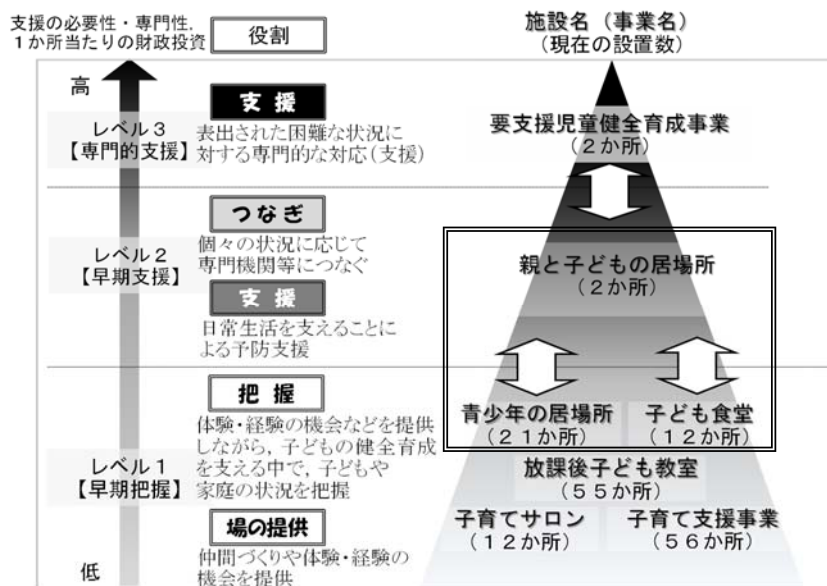 支援の必要性・専門性，
１か所当たりの財政投資
役割
施設名（事業名）
（現在の設置数）
高
レベル３
【専門的支援】
支援
表出された困難な状況に
対する専門的な対応（支援）
要支援児童健全育成事業
（２か所）
レベル２
【早期支援】
つなぎ
個々の状況に応じて
専門機関等につなぐ
支援
日常生活を支えることに
よる予防支援
親と子どもの居場所
（２か所）
レベル１
【早期把握】
把握
体験・経験の機会などを提供
しながら，子どもの健全育成
を支える中で，子どもや
家庭の状況を把握
場の提供
仲間づくりや体験・経験の
機会を提供
青少年の居場所
（２１か所）
子ども食堂
（１２か所）
放課後子ども教室
（５５か所）
子育てサロン
（１２か所）
子育て支援事業
（５６か所）
低